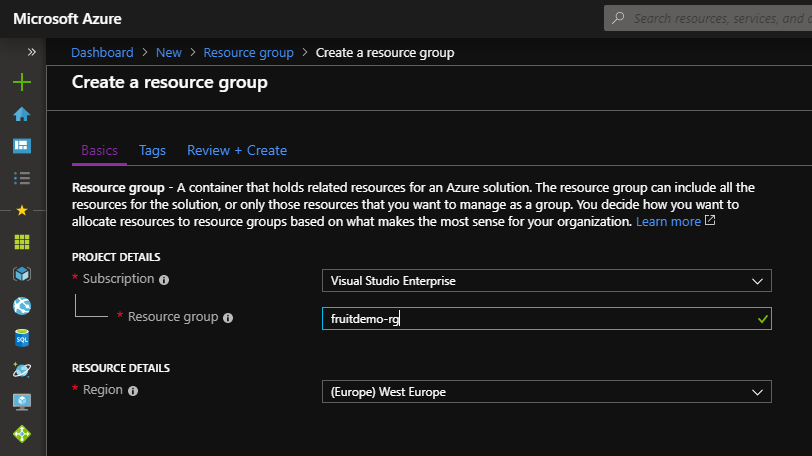 Microsoft Azure
Search resources, services, and
Dashboard > New > Resource group > Create a resource group
Create a resource group
Basics Tags Review + Create
Resource group - A container that holds related resources for an Azure solution. The resource group can include all the
resources for the solution, or only those resources that you want to manage as a group. You decide how you want to
allocate resources to resource groups based on what makes the most sense for your organization. Learn more
PROJECT DETAILS
* Subscription
Visual Studio Enterprise
* Resource group
fruitdemo-rg
RESOURCE DETAILS
* Region
(Europe) West Europe
SQL